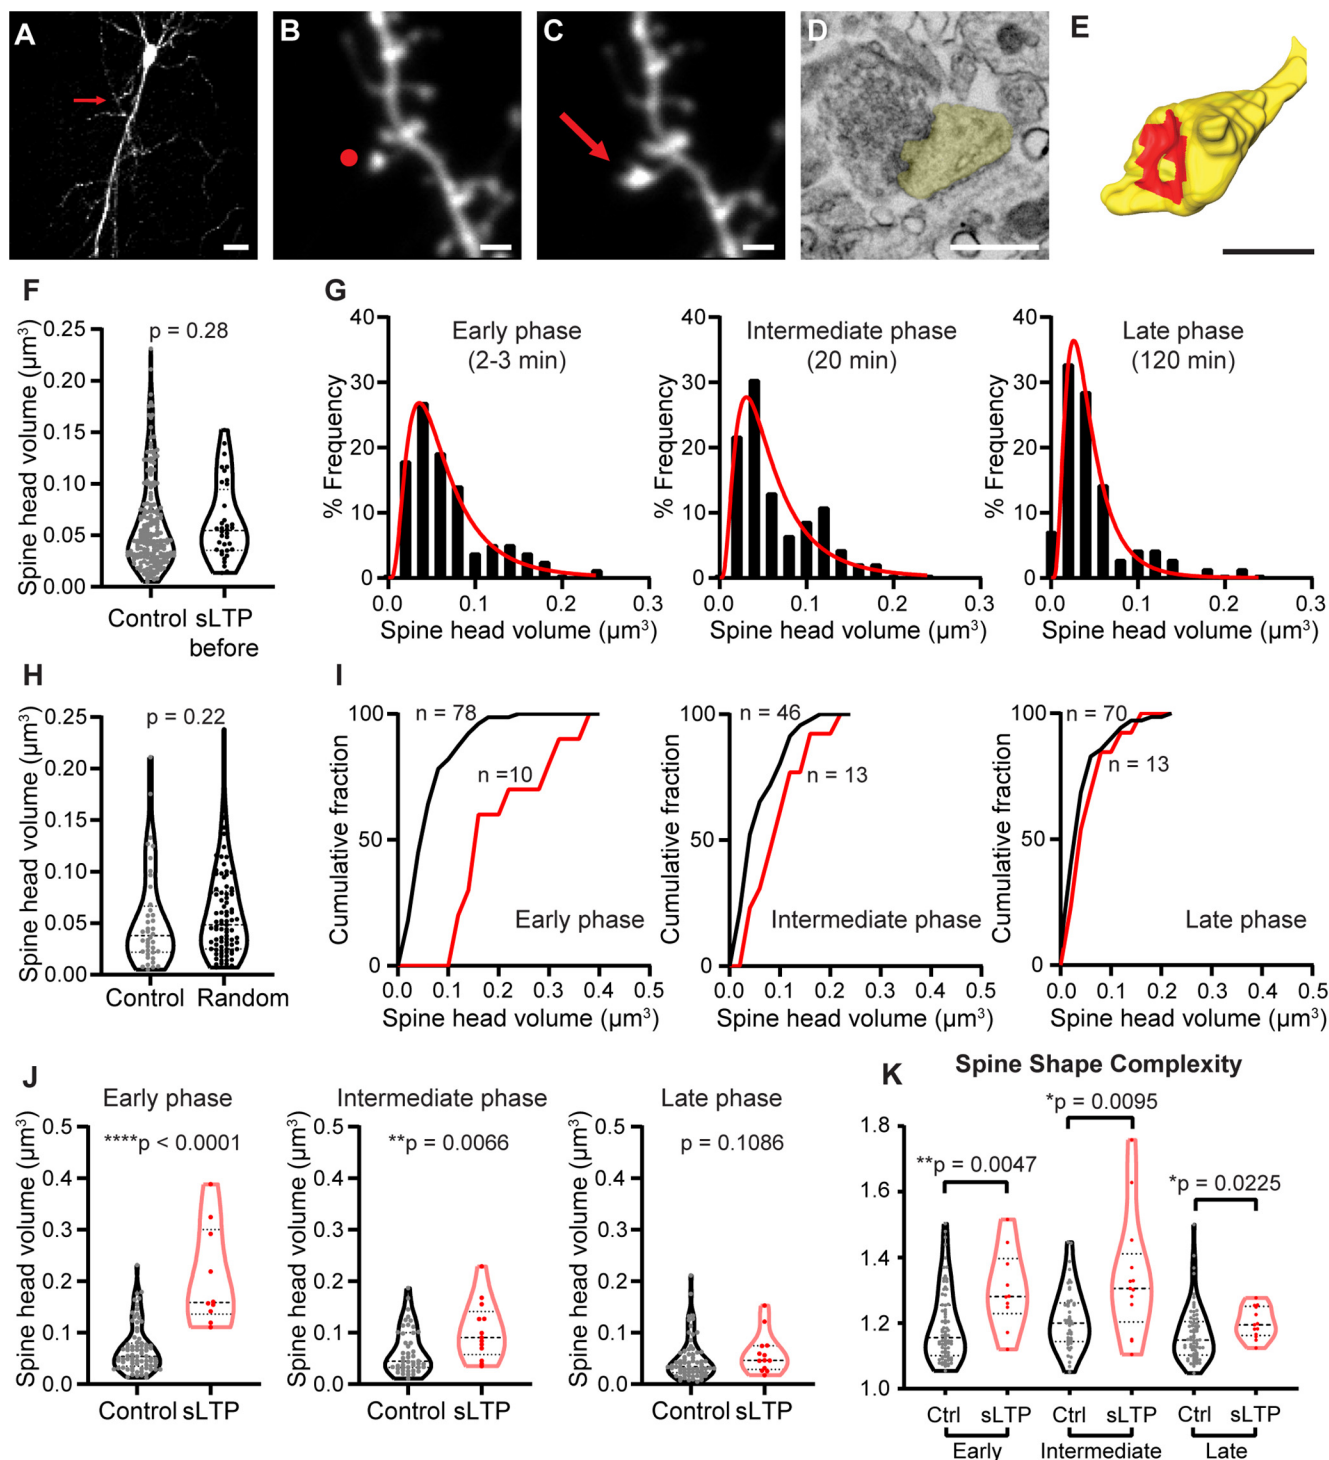 A
B
C
D
E
F
Spine head volume (µm³)
0.25
0.20
0.15
0.10
0.05
0.00
p = 0.28
Control sLTP
before
G
% Frequency
40
30
20
10
0
Early phase
(2-3 min)
0.0 0.1 0.2 0.3
Spine head volume (µm³)
% Frequency
40
30
20
10
0
Intermediate phase
(20 min)
0.0 0.1 0.2 0.3
Spine head volume (µm³)
% Frequency
40
30
20
10
0
Late phase
(120 min)
0.0 0.1 0.2 0.3
Spine head volume (µm³)
H
Spine head volume (µm³)
0.25
0.20
0.15
0.10
0.05
0.00
p = 0.22
Control Random
I
Cumulative fraction
100
50
0
n = 78
n =10
Early phase
0.0 0.1 0.2 0.3 0.4 0.5
Spine head volume (µm³)
Cumulative fraction
100
50
0
n = 46
n = 13
Intermediate phase
0.0 0.1 0.2 0.3 0.4 0.5
Spine head volume (µm³)
Cumulative fraction
100
50
0
n = 70
n = 13
Late phase
0.0 0.1 0.2 0.3 0.4 0.5
Spine head volume (µm³)
J
Early phase
Spine head volume (µm³)
0.5
0.4
0.3
0.2
0.1
0.0
****p < 0.0001
Control sLTP
Intermediate phase
Spine head volume (µm³)
0.5
0.4
0.3
0.2
0.1
0.0
**p = 0.0066
Control sLTP
Late phase
Spine head volume (µm³)
0.5
0.4
0.3
0.2
0.1
0.0
p = 0.1086
Control sLTP
K
Spine Shape Complexity
1.8
1.6
1.4
1.2
1.0
**p = 0.0047
*p = 0.0095
*p = 0.0225
Ctrl sLTP Ctrl sLTP Ctrl sLTP
Early Intermediate Late